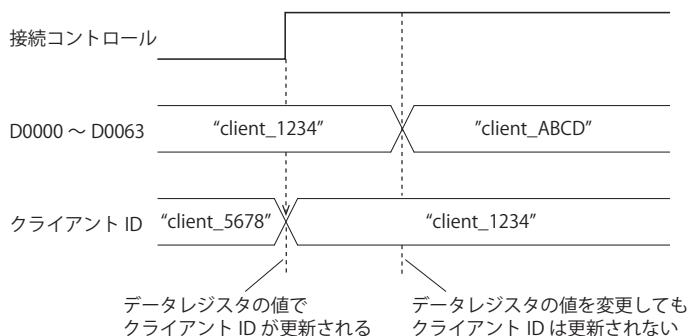 接続コントロール
D0000 ～ D0063 “client_1234” ”client_ABCD”
クライアント ID “client_5678” “client_1234”
データレジスタの値で
クライアント ID が更新される
データレジスタの値を変更しても
クライアント ID は更新されない